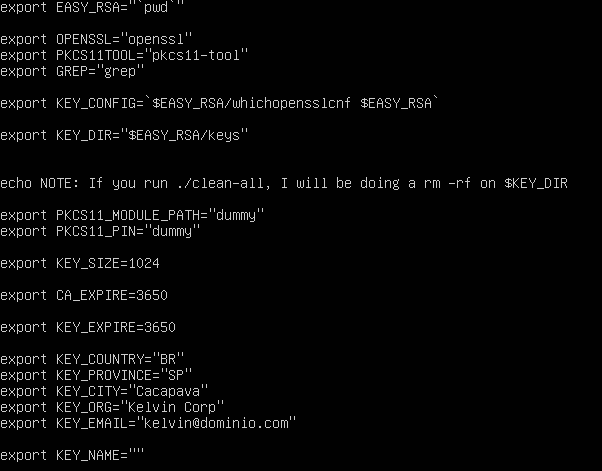 export EASY_RSA="`pwd`"
export OPENSSL="openssl"
export PKCS11TOOL="pkcs11-tool"
export GREP="grep"
export KEY_CONFIG=`$EASY_RSA/whichopensslcnf $EASY_RSA`
export KEY_DIR="$EASY_RSA/keys"
echo NOTE: If you run ./clean-all, I will be doing a rm -rf on $KEY_DIR
export PKCS11_MODULE_PATH="dummy"
export PKCS11_PIN="dummy"
export KEY_SIZE=1024
export CA_EXPIRE=3650
export KEY_EXPIRE=3650
export KEY_COUNTRY="BR"
export KEY_PROVINCE="SP"
export KEY_CITY="Cacapava"
export KEY_ORG="Kelvin Corp"
export KEY_EMAIL="kelvin@dominio.com"
export KEY_NAME=""